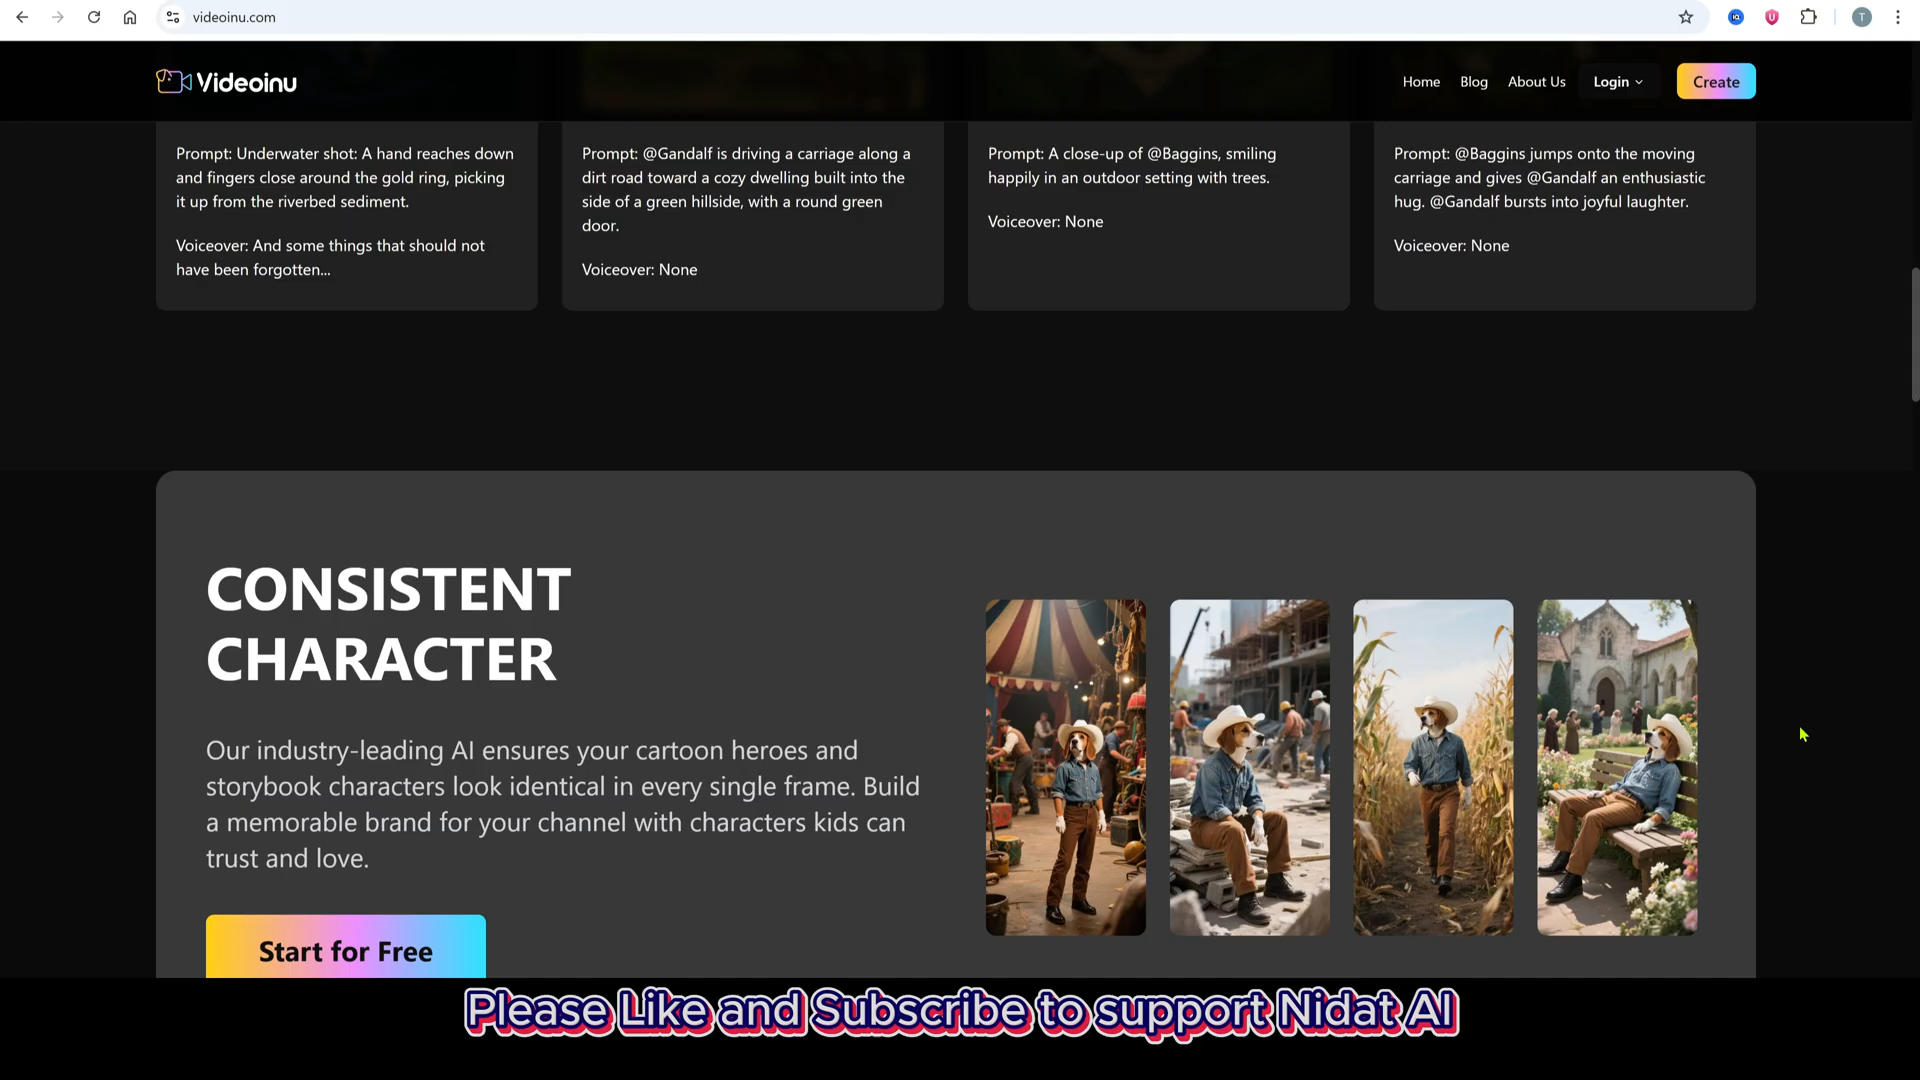 videoinu.com
T
Videoinu
Home
Blog
About Us
Login
Create
Prompt: Underwater shot: A hand reaches down
and fingers close around the gold ring, picking
it up from the riverbed sediment.
Voiceover: And some things that should not
have been forgotten...
Prompt: @Gandalf is driving a carriage along a
dirt road toward a cozy dwelling built into the
side of a green hillside, with a round green
door.
Voiceover: None
Prompt: A close-up of @Baggins, smiling
happily in an outdoor setting with trees.
Voiceover: None
Prompt: @Baggins jumps onto the moving
carriage and gives @Gandalf an enthusiastic
hug. @Gandalf bursts into joyful laughter.
Voiceover: None
CONSISTENT
CHARACTER
Our industry-leading AI ensures your cartoon heroes and
storybook characters look identical in every single frame. Build
a memorable brand for your channel with characters kids can
trust and love.
Start for Free
Please Like and Subscribe to support Nidat AI